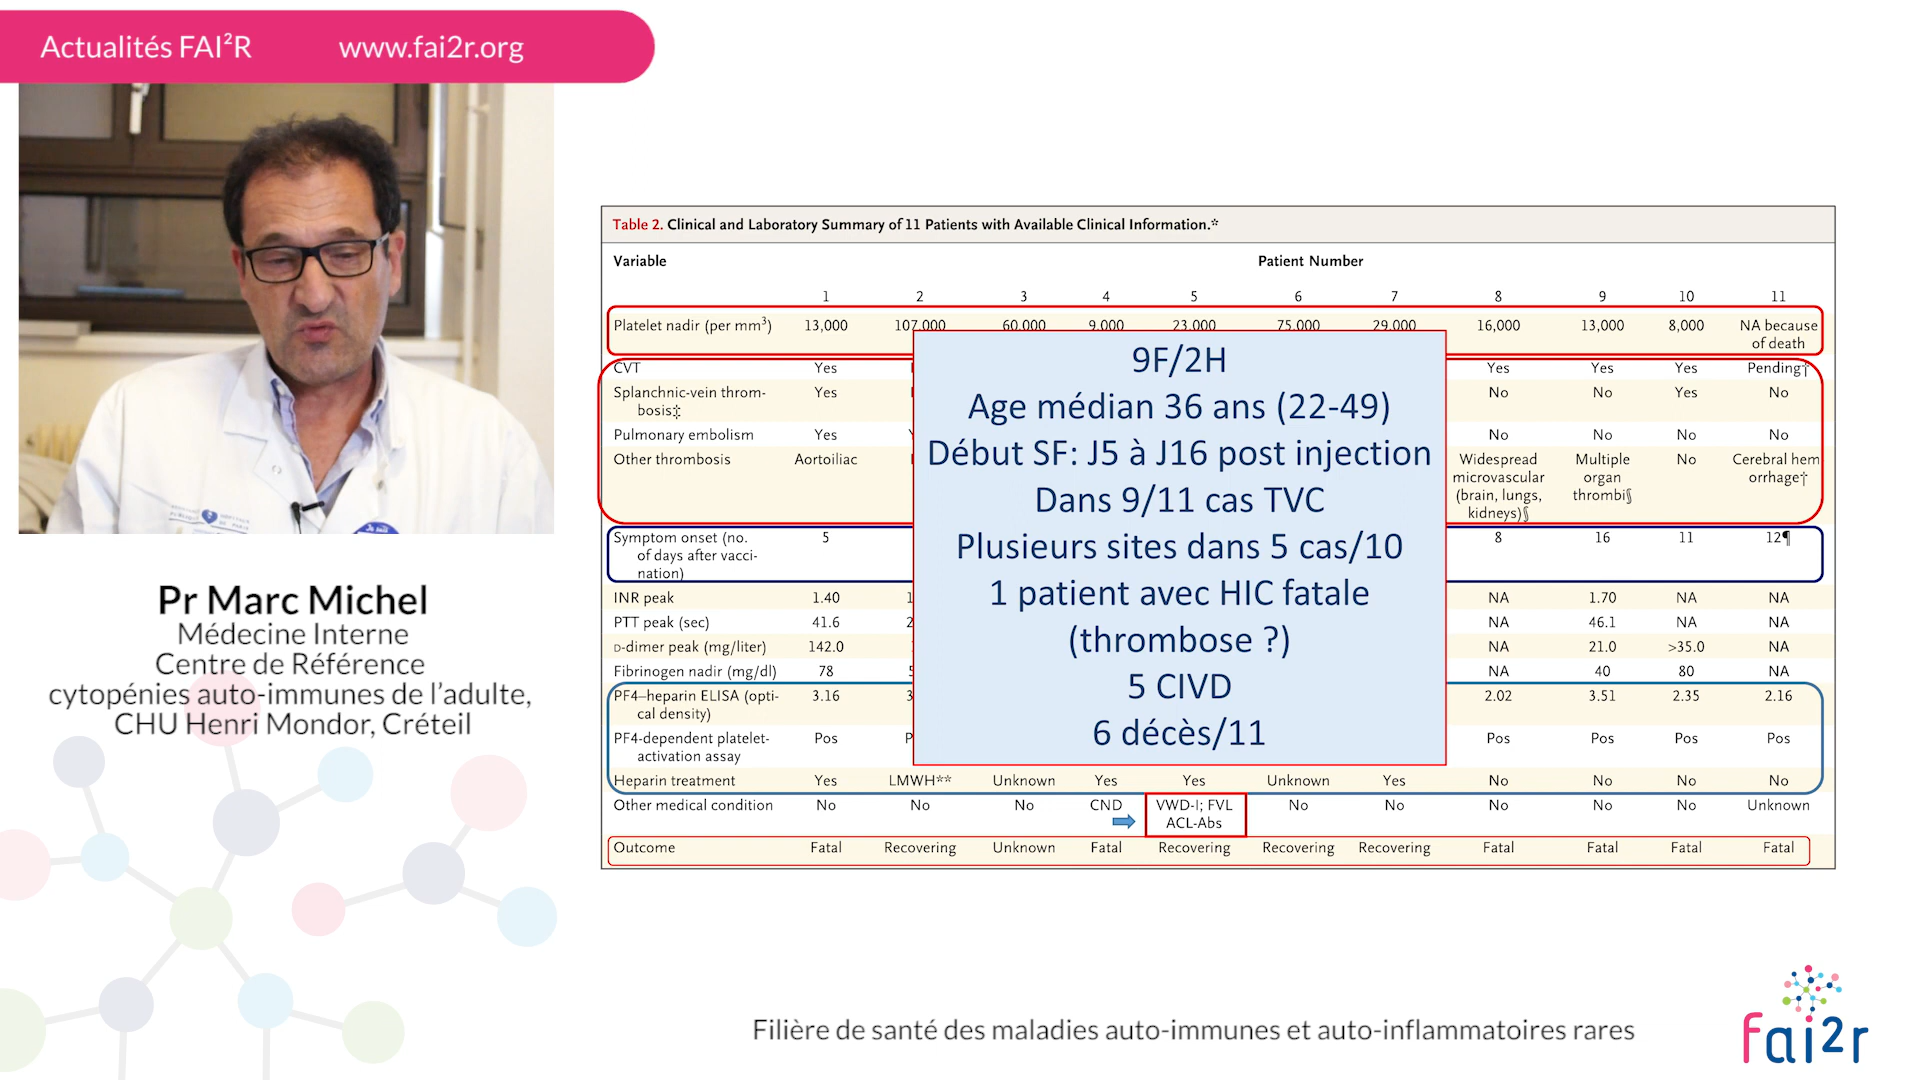 Actualités FAI²R www.fai2r.org
Table 2. Clinical and Laboratory Summary of 11 Patients with Available Clinical Information.*
Variable Patient Number
1 2 3 4 5 6 7 8 9 10 11
Platelet nadir (per mm³) 13,000 107,000 60,000 9,000 23,000 75,000 29,000 16,000 13,000 8,000 NA because
of death
CVT Yes Yes Yes Yes Pending†
Splanchnic-vein throm- Yes No No Yes No
bosis‡
Pulmonary embolism Yes No No No No
Other thrombosis Aortoiliac Widespread Multiple No Cerebral hem
microvascular organ orrhage†
(brain, lungs, thrombi§
kidneys)§
Symptom onset (no. 5 8 16 11 12¶
of days after vacci-
nation)
INR peak 1.40 NA 1.70 NA NA
PTT peak (sec) 41.6 NA 46.1 NA NA
D-dimer peak (mg/liter) 142.0 NA 21.0 >35.0 NA
Fibrinogen nadir (mg/dl) 78 NA 40 80 NA
PF4–heparin ELISA (opti- 3.16 2.02 3.51 2.35 2.16
cal density)
PF4-dependent platelet- Pos Pos Pos Pos Pos
activation assay
Heparin treatment Yes LMWH** Unknown Yes Yes Unknown Yes No No No No
Other medical condition No No No CND VWD-I; FVL No No No No No Unknown
ACL-Abs
Outcome Fatal Recovering Unknown Fatal Recovering Recovering Recovering Fatal Fatal Fatal Fatal
9F/2H
Age médian 36 ans (22-49)
Début SF: J5 à J16 post injection
Dans 9/11 cas TVC
Plusieurs sites dans 5 cas/10
1 patient avec HIC fatale
(thrombose ?)
5 CIVD
6 décès/11
Pr Marc Michel
Médecine Interne
Centre de Référence
cytopénies auto-immunes de l'adulte,
CHU Henri Mondor, Créteil
Filière de santé des maladies auto-immunes et auto-inflammatoires rares
fai2r